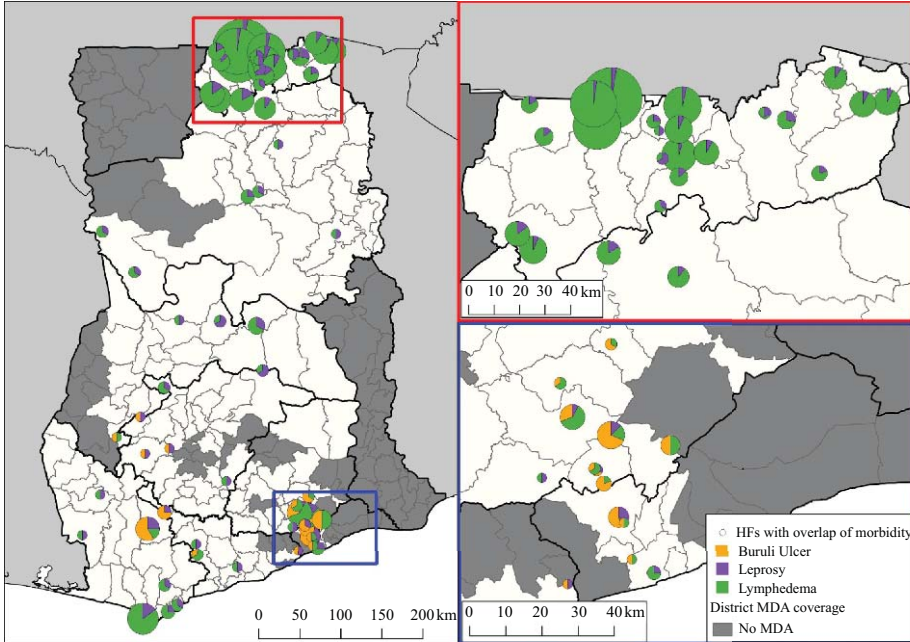 0 10 20 30 40 km
0 50 100 150 200 km
0 10 20 30 40 km
HFs with overlap of morbidity
Buruli Ulcer
Leprosy
Lymphedema
District MDA coverage
No MDA